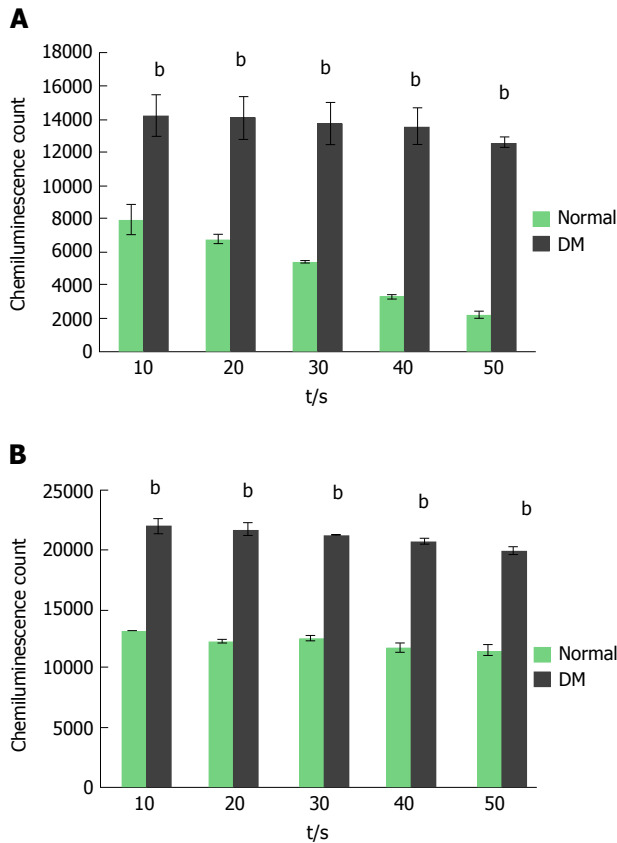 A
18000
16000
14000
12000
10000
8000
6000
4000
2000
0
Chemiluminescence count
b b b b b
10 20 30 40 50
t/s
Normal
DM
B
25000
20000
15000
10000
5000
0
Chemiluminescence count
b b b b b
10 20 30 40 50
t/s
Normal
DM